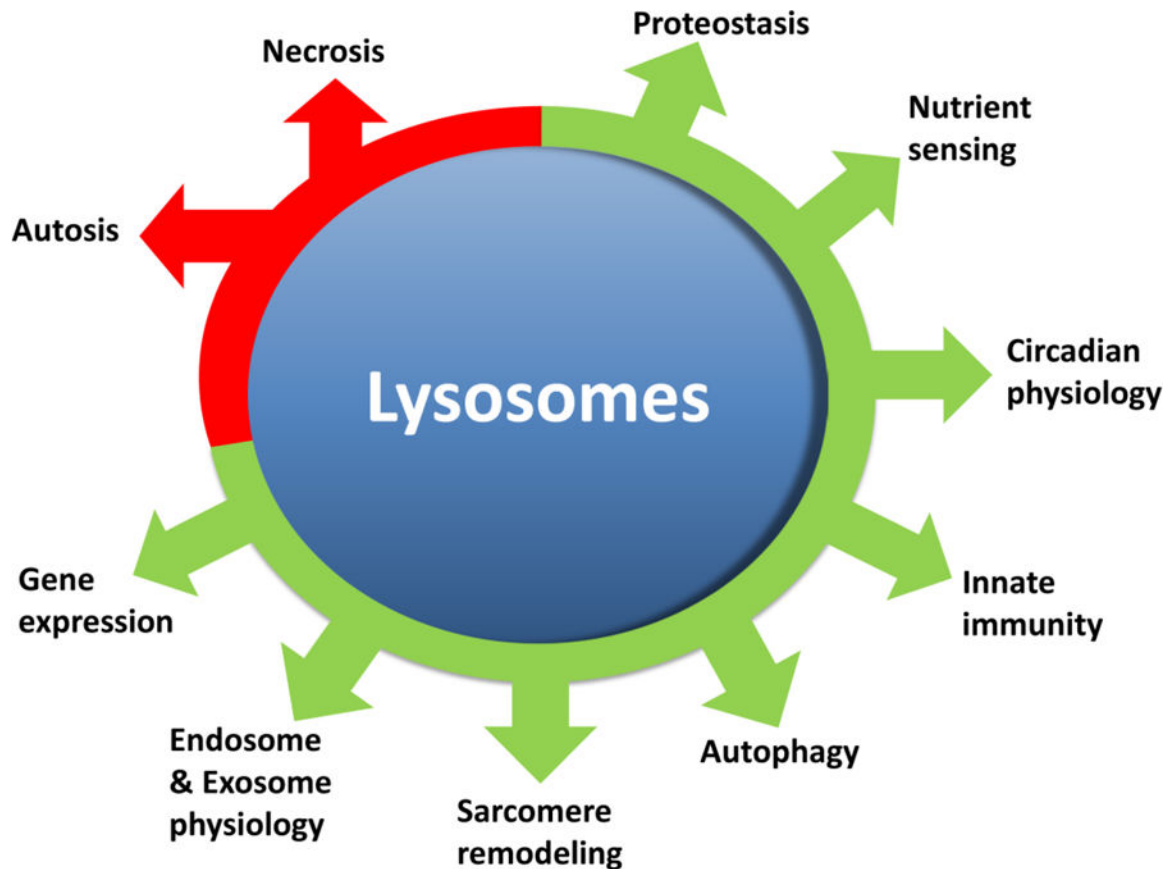 Proteostasis
Necrosis
Nutrient
sensing
Autosis
Circadian
physiology
Lysosomes
Gene
expression
Innate
immunity
Endosome
& Exosome
physiology
Autophagy
Sarcomere
remodeling